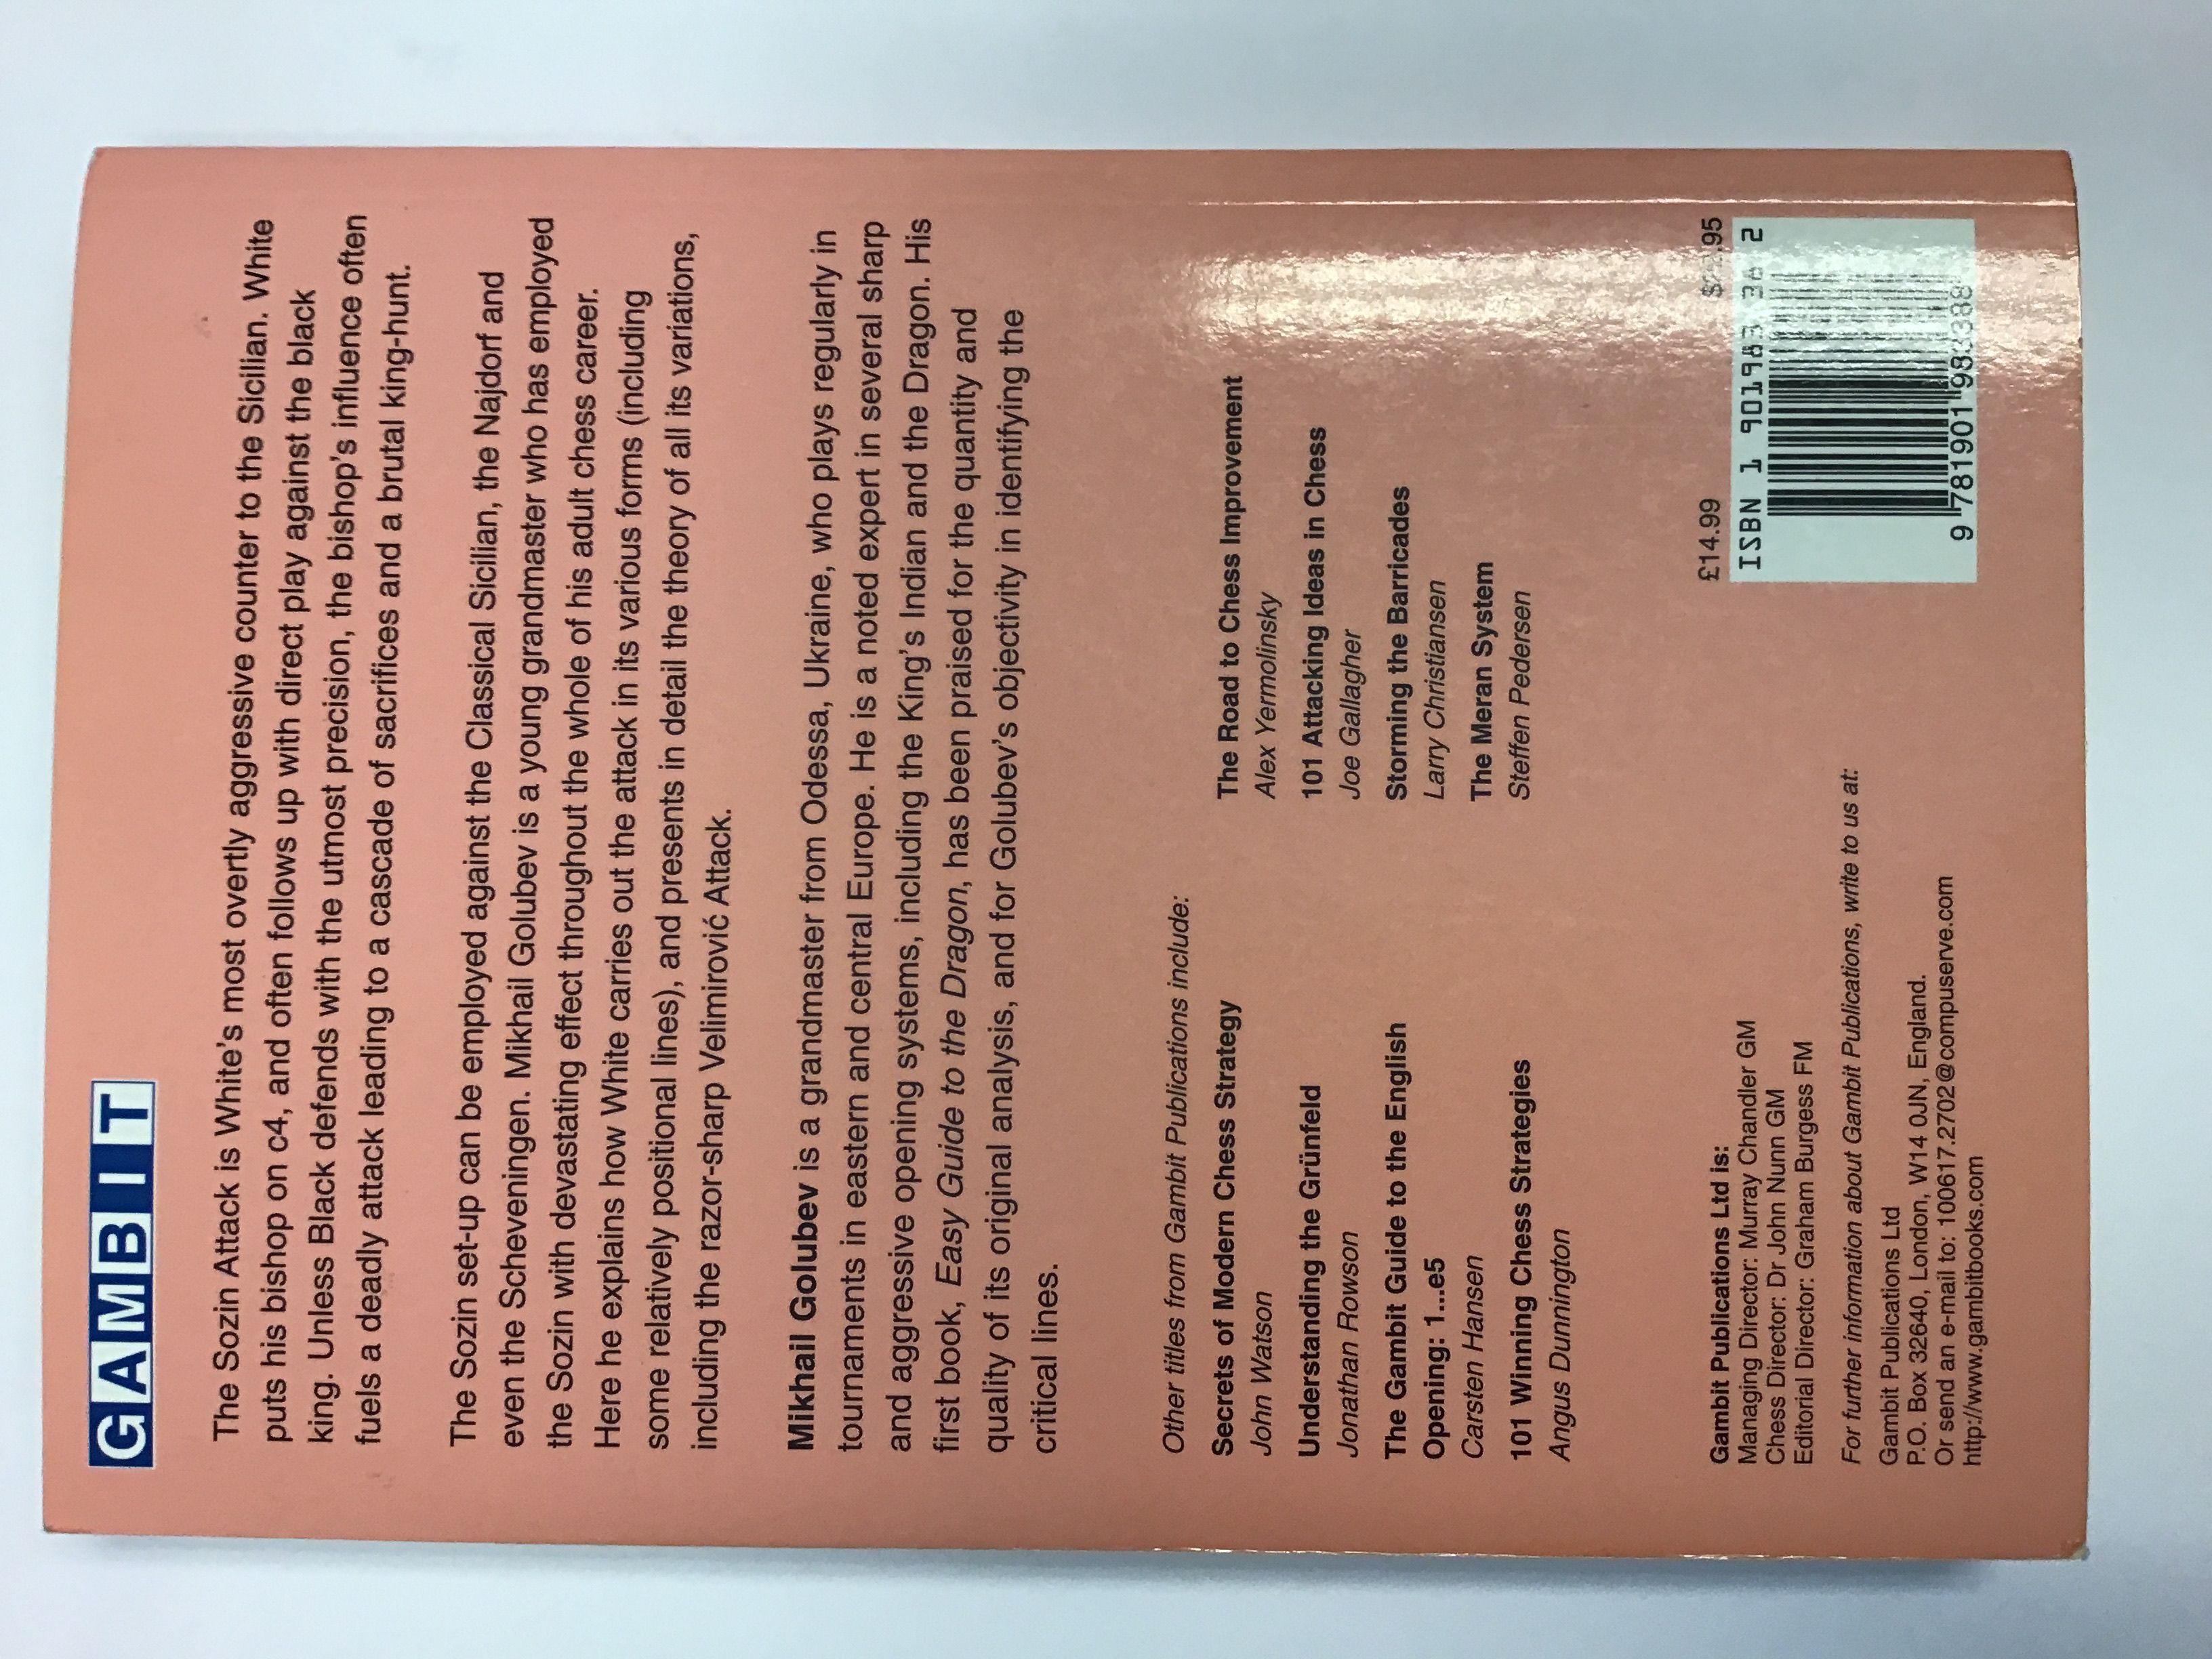 GAMBIT
The Sozin Attack is White's most overtly aggressive counter to the Sicilian. White
puts his bishop on c4, and often follows up with direct play against the black
king. Unless Black defends with the utmost precision, the bishop's influence often
fuels a deadly attack leading to a cascade of sacrifices and a brutal king-hunt.
The Sozin set-up can be employed against the Classical Sicilian, the Najdorf and
even the Scheveningen. Mikhail Golubev is a young grandmaster who has employed
the Sozin with devastating effect throughout the whole of his adult chess career.
Here he explains how White carries out the attack in its various forms (including
some relatively positional lines), and presents in detail the theory of all its variations,
including the razor-sharp Velimirović Attack.
Mikhail Golubev is a grandmaster from Odessa, Ukraine, who plays regularly in
tournaments in eastern and central Europe. He is a noted expert in several sharp
and aggressive opening systems, including the King's Indian and the Dragon. His
first book, Easy Guide to the Dragon, has been praised for the quantity and
quality of its original analysis, and for Golubev's objectivity in identifying the
critical lines.
Other titles from Gambit Publications include:
Secrets of Modern Chess Strategy
John Watson
Understanding the Grünfeld
Jonathan Rowson
The Gambit Guide to the English
Opening: 1...e5
Carsten Hansen
101 Winning Chess Strategies
Angus Dunnington
The Road to Chess Improvement
Alex Yermolinsky
101 Attacking Ideas in Chess
Joe Gallagher
Storming the Barricades
Larry Christiansen
The Meran System
Steffen Pedersen
Gambit Publications Ltd is:
Managing Director: Murray Chandler GM
Chess Director: Dr John Nunn GM
Editorial Director: Graham Burgess FM
For further information about Gambit Publications, write to us at:
Gambit Publications Ltd
P.O. Box 32640, London, W14 0JN, England.
Or send an e-mail to: 100617.2702@compuserve.com
http://www.gambitbooks.com
£14.99
ISBN 1 901983 38 2
9 781901 983388